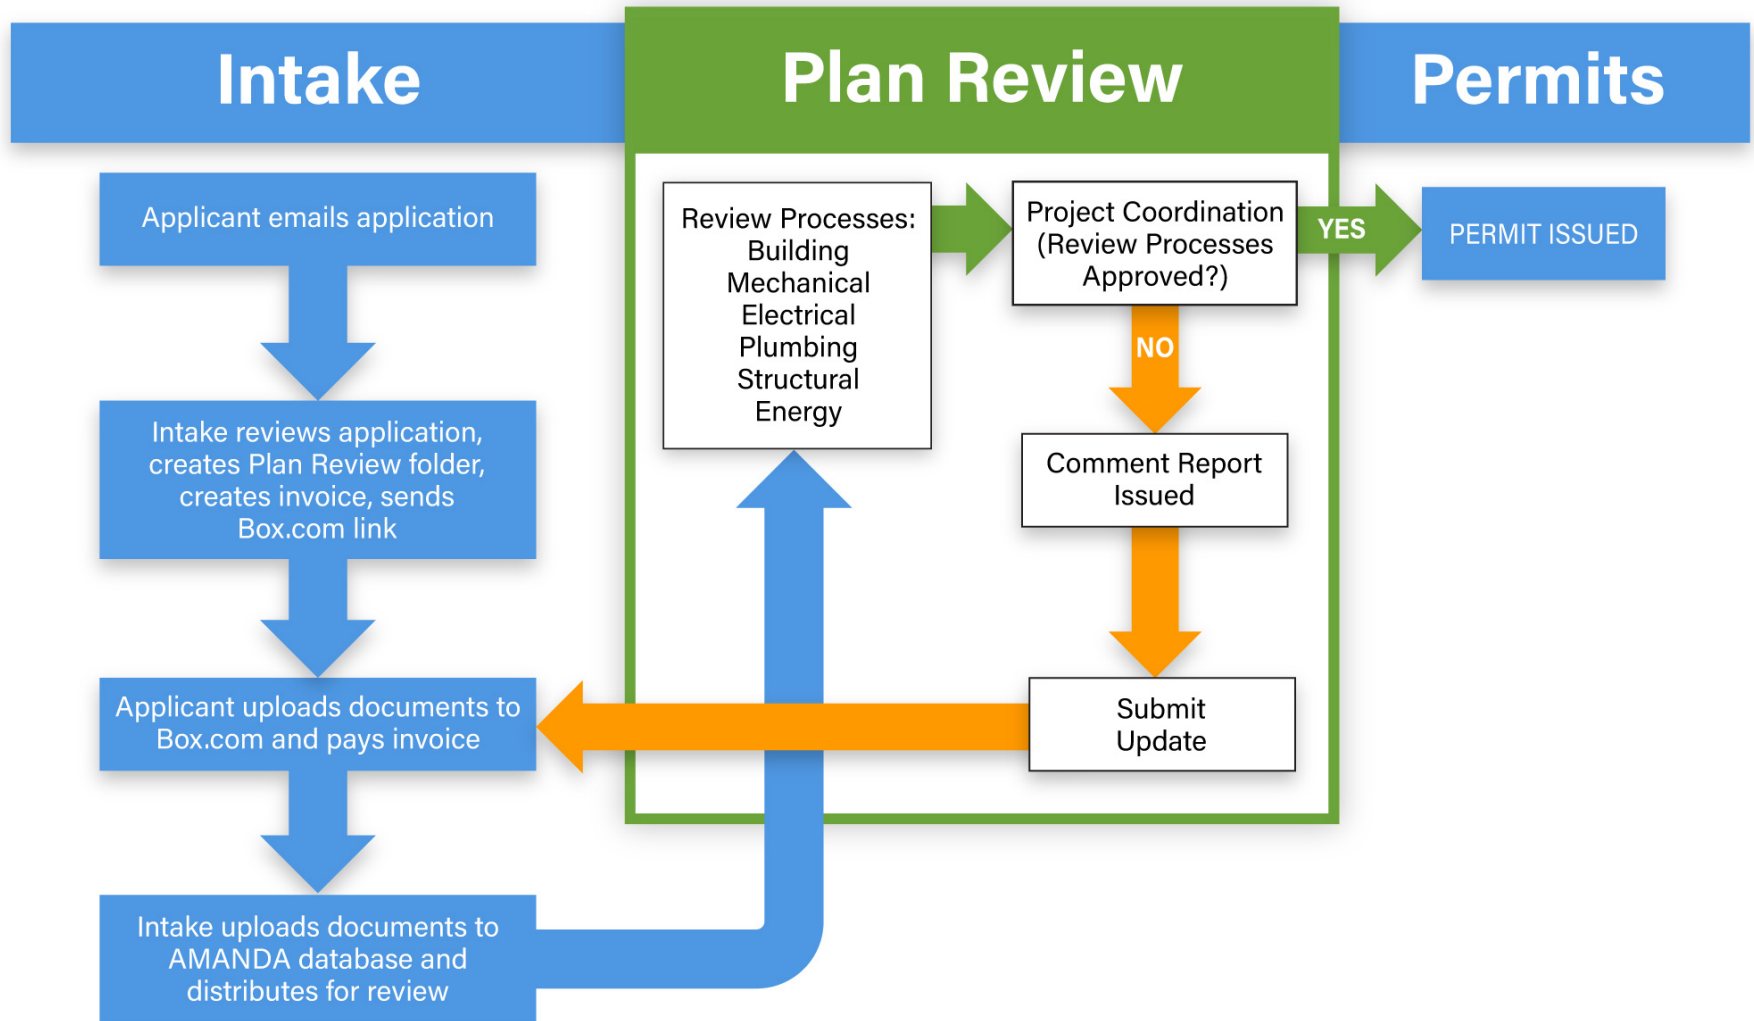 Intake
Plan Review
Permits
Applicant emails application
Intake reviews application,
creates Plan Review folder,
creates invoice, sends
Box.com link
Applicant uploads documents to
Box.com and pays invoice
Intake uploads documents to
AMANDA database and
distributes for review
Review Processes:
Building
Mechanical
Electrical
Plumbing
Structural
Energy
Project Coordination
(Review Processes
Approved?)
YES
PERMIT ISSUED
NO
Comment Report
Issued
Submit
Update